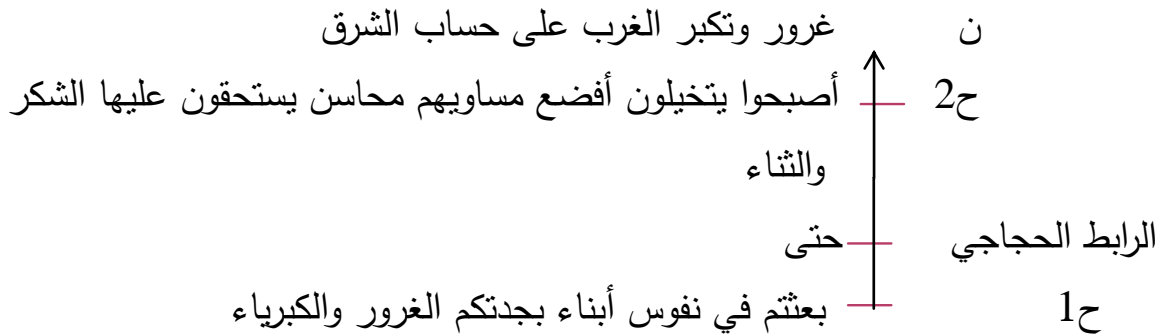 ن غرور وتكبر الغرب على حساب الشرق
ح2 أصبحوا يتخيلون أفضع مساويهم محاسن يستحقون عليها الشكر
والثناء
الرابط الحجاجي حتى
ح1 بعثتم في نفوس أبناء بجدتكم الغرور والكبرياء